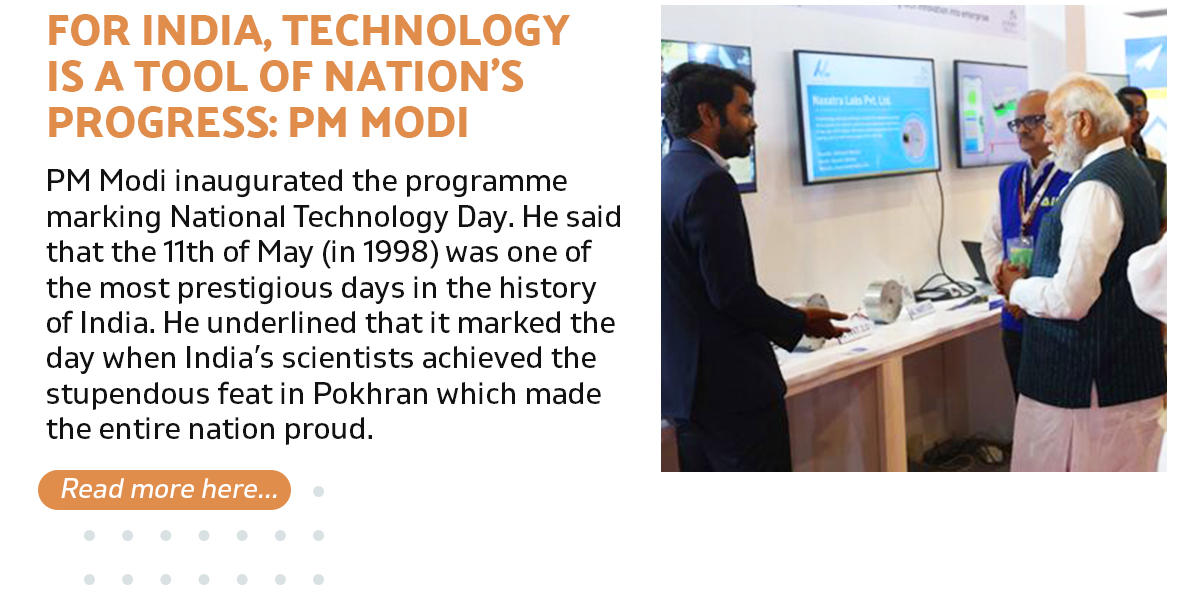 FOR INDIA, TECHNOLOGY
IS A TOOL OF NATION'S
PROGRESS: PM MODI
PM Modi inaugurated the programme
marking National Technology Day. He said
that the 11th of May (in 1998) was one of
the most prestigious days in the history
of India. He underlined that it marked the
day when India's scientists achieved the
stupendous feat in Pokhran which made
the entire nation proud.
Read more here...
Naxatra Labs Pvt. Ltd.